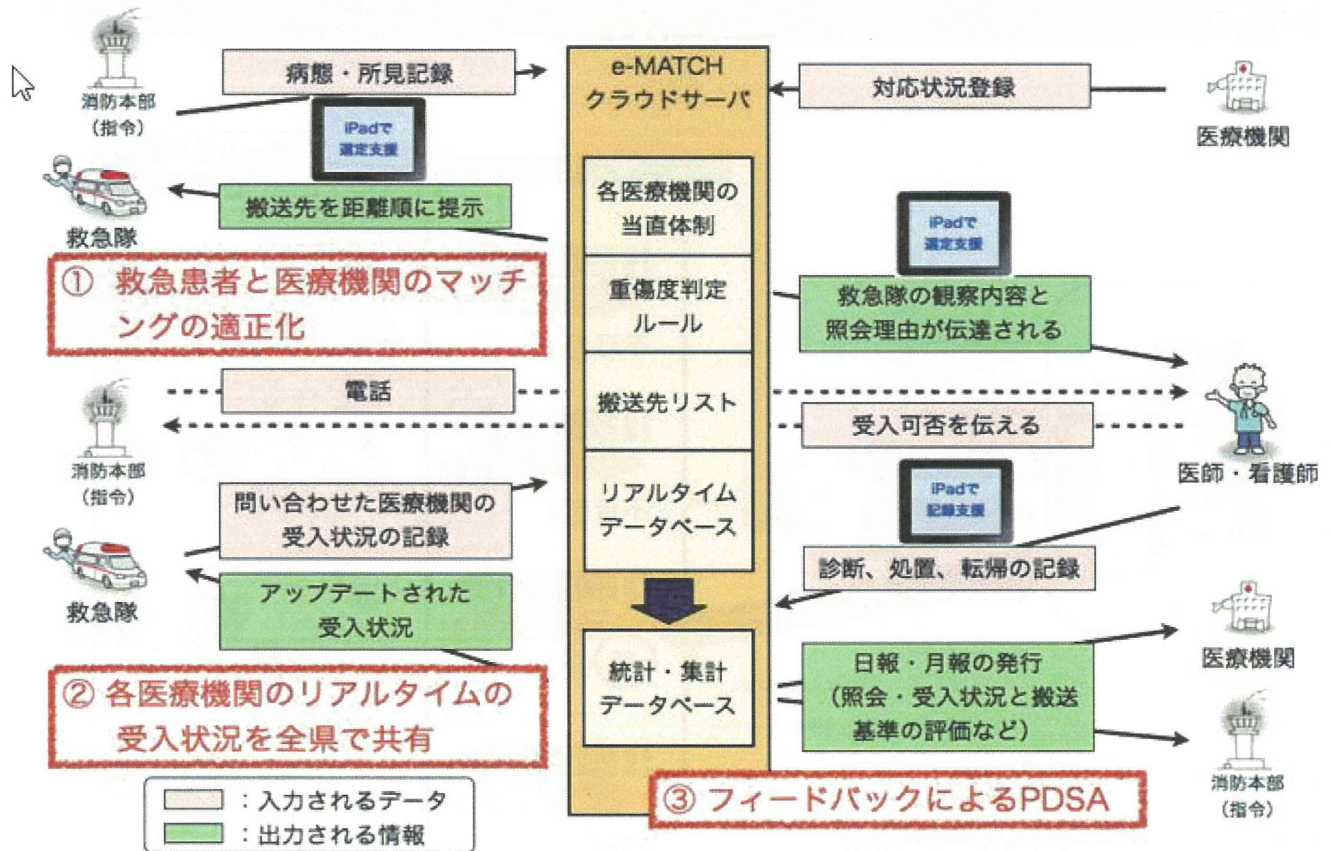 消防本部
(指令)
病態・所見記録
iPadで
選定支援
救急隊
搬送先を距離順に提示
① 救急患者と医療機関のマッチ
ングの適正化
消防本部
(指令)
電話
問い合わせた医療機関の
受入状況の記録
救急隊
アップデートされた
受入状況
② 各医療機関のリアルタイムの
受入状況を全県で共有
:入力されるデータ
:出力される情報
e-MATCH
クラウドサーバ
各医療機関の
当直体制
重傷度判定
ルール
搬送先リスト
リアルタイム
データベース
統計・集計
データベース
対応状況登録
医療機関
iPadで
選定支援
救急隊の観察内容と
照会理由が伝達される
受入可否を伝える
医師・看護師
iPadで
記録支援
診断、処置、転帰の記録
医療機関
日報・月報の発行
(照会・受入状況と搬送
基準の評価など)
消防本部
(指令)
③ フィードバックによるPDSA